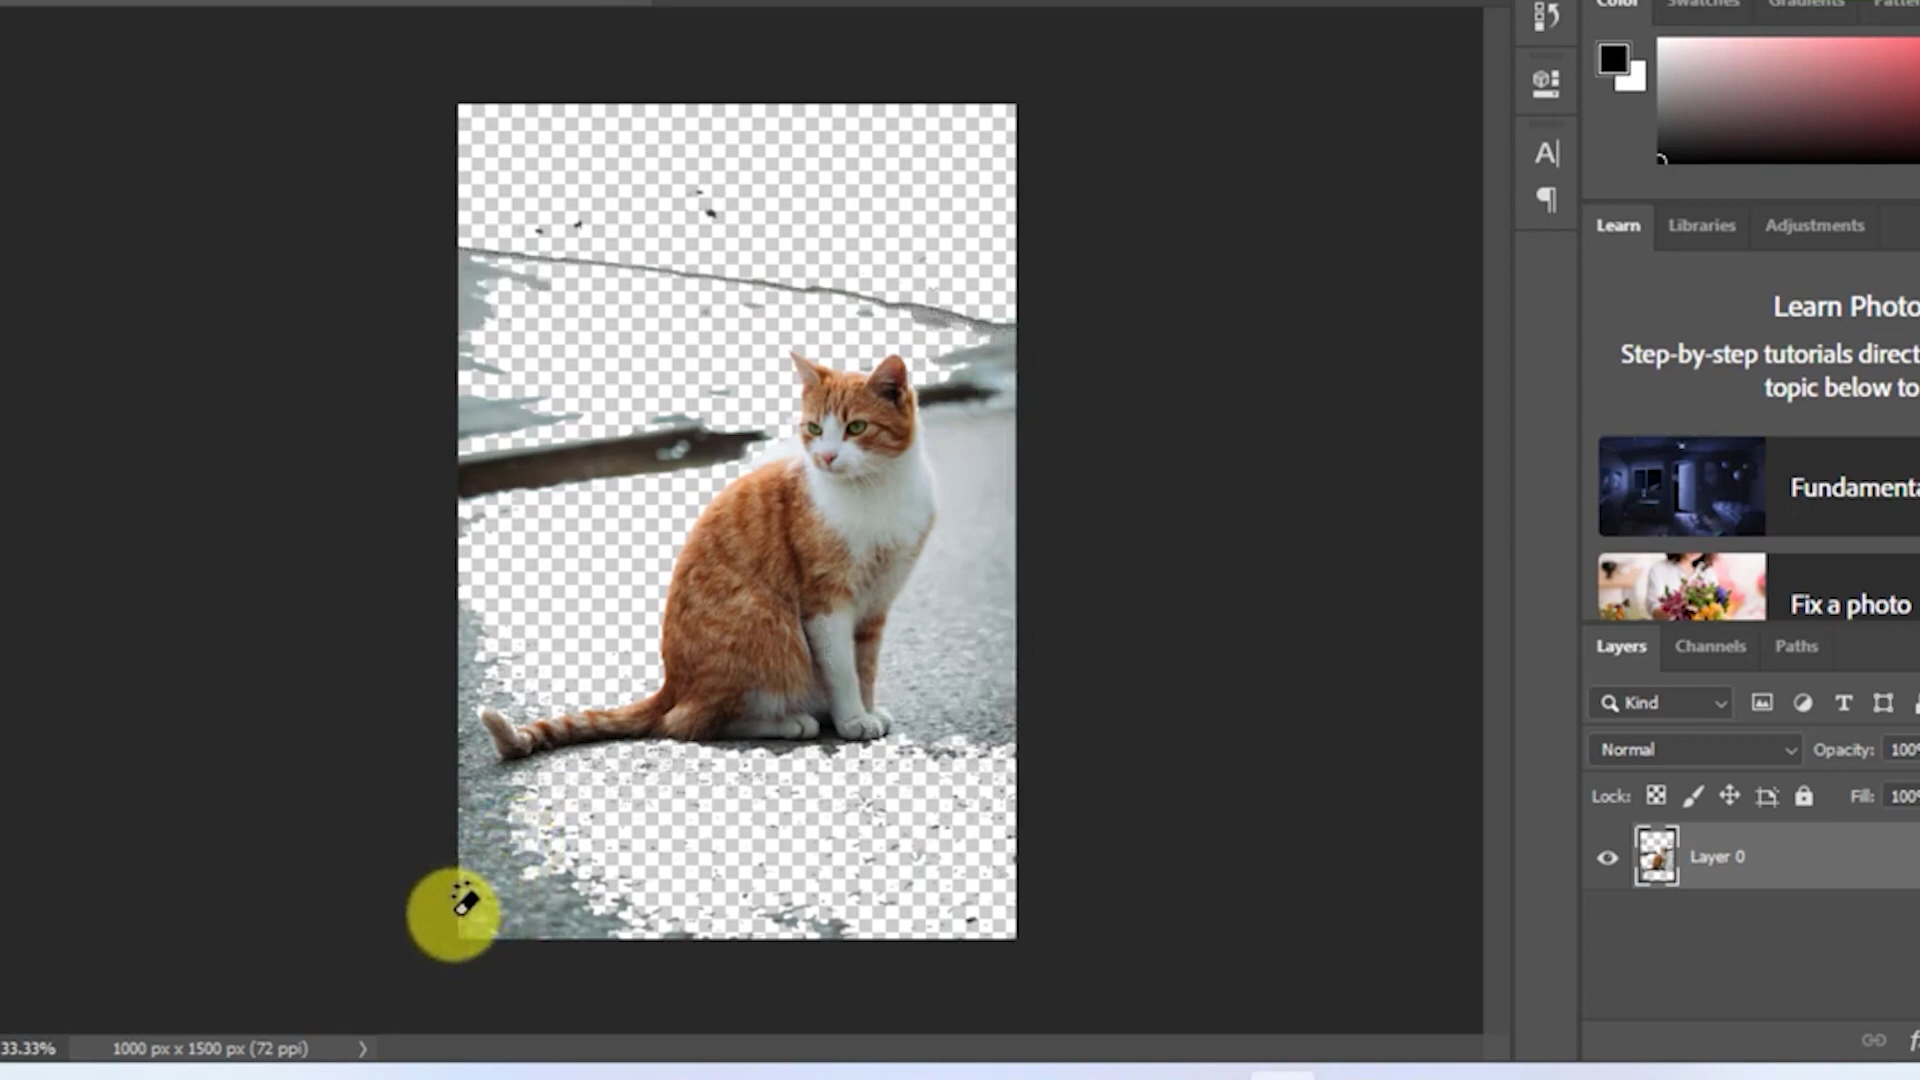 Color Swatches Gradients
A|
¶
Learn Libraries Adjustments
Learn Photo
Step-by-step tutorials direct
topic below to
Fundamenta
Fix a photo
Layers Channels Paths
Kind
T
Normal Opacity: 100%
Lock: Fill: 100%
Layer 0
33.33% 1000 px x 1500 px (72 ppi)